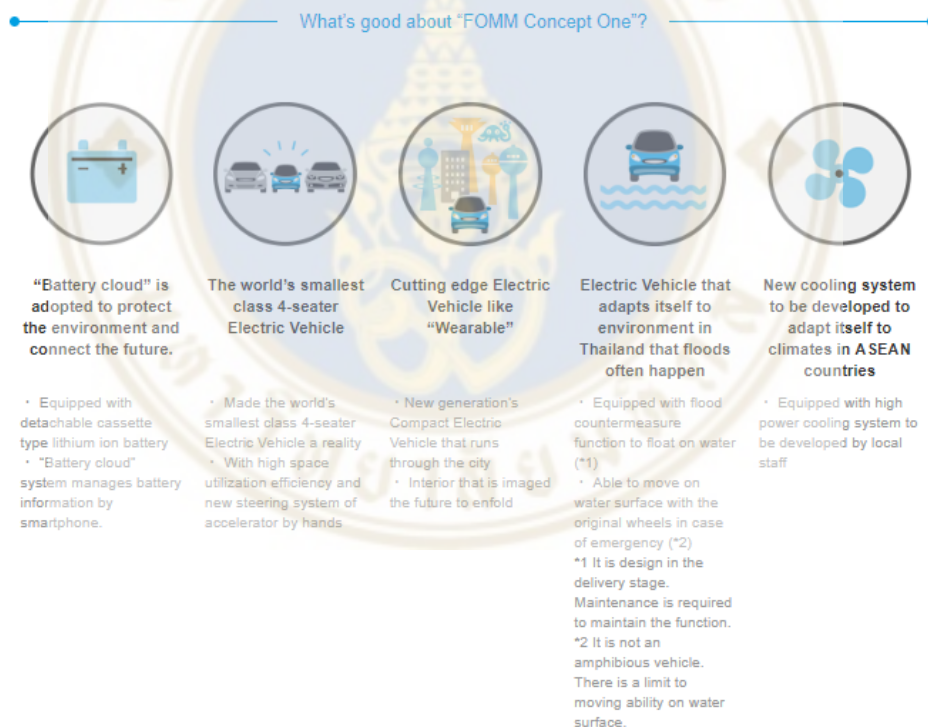 What's good about "FOMM Concept One"?
"Battery cloud" is
adopted to protect
the environment and
connect the future.
・ Equipped with
detachable cassette
type lithium ion battery
・ "Battery cloud"
system manages battery
information by
smartphone.
The world's smallest
class 4-seater
Electric Vehicle
・ Made the world's
smallest class 4-seater
Electric Vehicle a reality
・ With high space
utilization efficiency and
new steering system of
accelerator by hands
Cutting edge Electric
Vehicle like
"Wearable"
・ New generation's
Compact Electric
Vehicle that runs
through the city
・ Interior that is imaged
the future to enfold
Electric Vehicle that
adapts itself to
environment in
Thailand that floods
often happen
・ Equipped with flood
countermeasure
function to float on water
(*1)
・ Able to move on
water surface with the
original wheels in case
of emergency (*2)
*1 It is design in the
delivery stage.
Maintenance is required
to maintain the function.
*2 It is not an
amphibious vehicle.
There is a limit to
moving ability on water
surface.
New cooling system
to be developed to
adapt itself to
climates in ASEAN
countries
・ Equipped with high
power cooling system to
be developed by local
staff